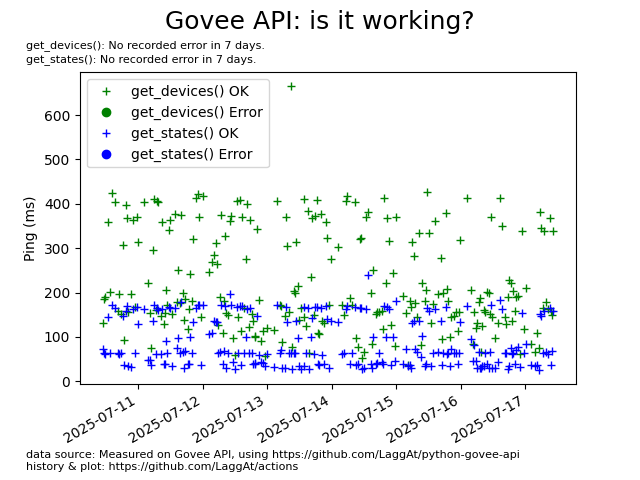 Govee API: is it working?
get_devices(): No recorded error in 7 days.
get_states(): No recorded error in 7 days.
get_devices() OK
get_devices() Error
get_states() OK
get_states() Error
Ping (ms)
600
500
400
300
200
100
0
2025-07-11
2025-07-12
2025-07-13
2025-07-14
2025-07-15
2025-07-16
2025-07-17
data source: Measured on Govee API, using https://github.com/LaggAt/python-govee-api
history & plot: https://github.com/LaggAt/actions